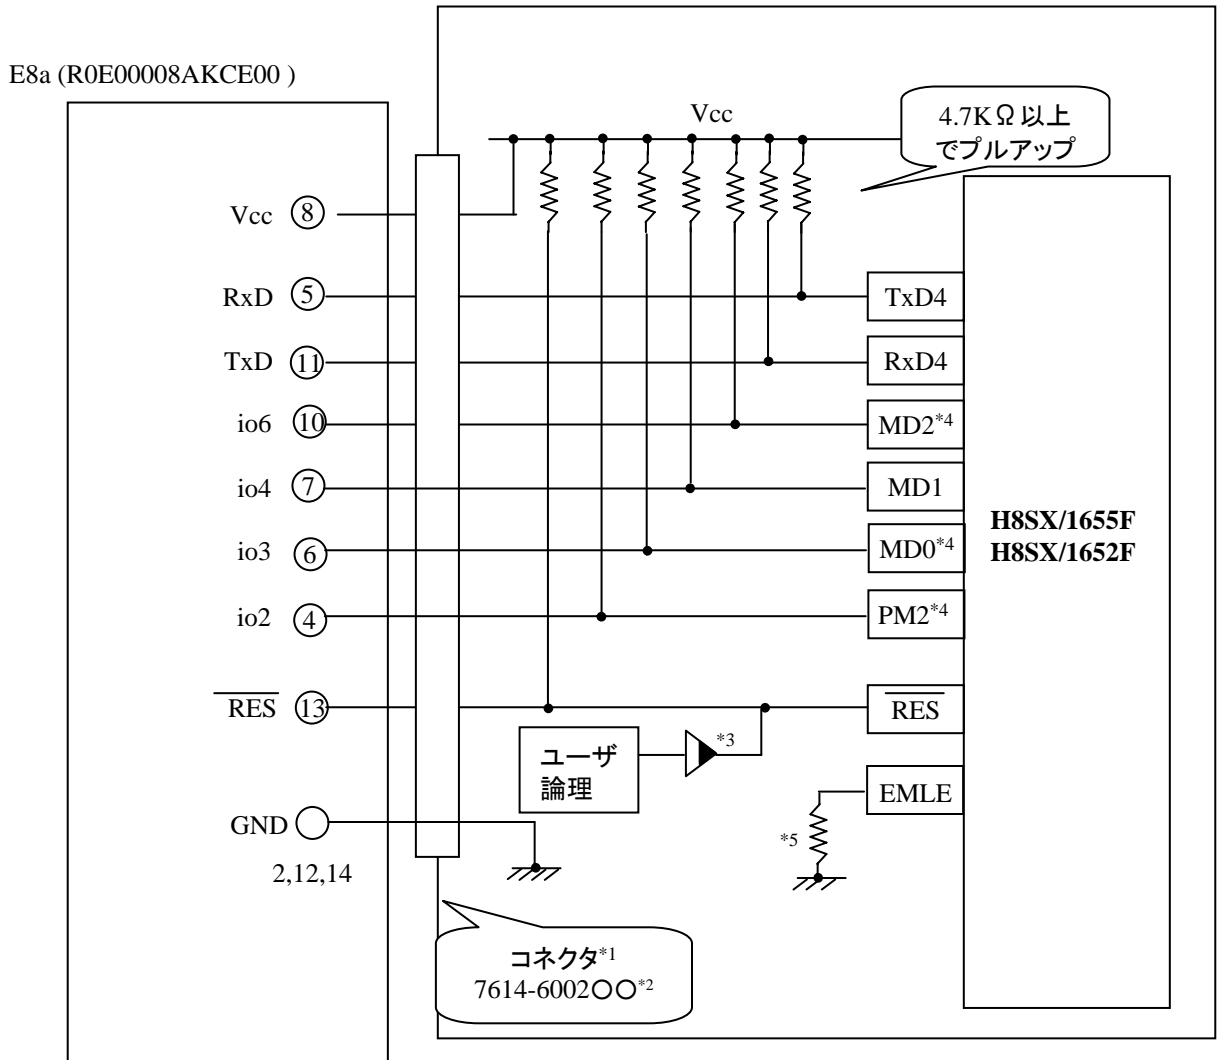 E8a (R0E00008AKCE00 )
Vcc
4.7KΩ以上
でプルアップ
Vcc 8
RxD 5
TxD4
TxD 11
RxD4
io6 10
MD2*4
io4 7
MD1
H8SX/1655F
H8SX/1652F
io3 6
MD0*4
io2 4
PM2*4
RES 13
RES
*3
ユーザ
論理
EMLE
*5
GND
2,12,14
コネクタ*1
7614-6002○○*2